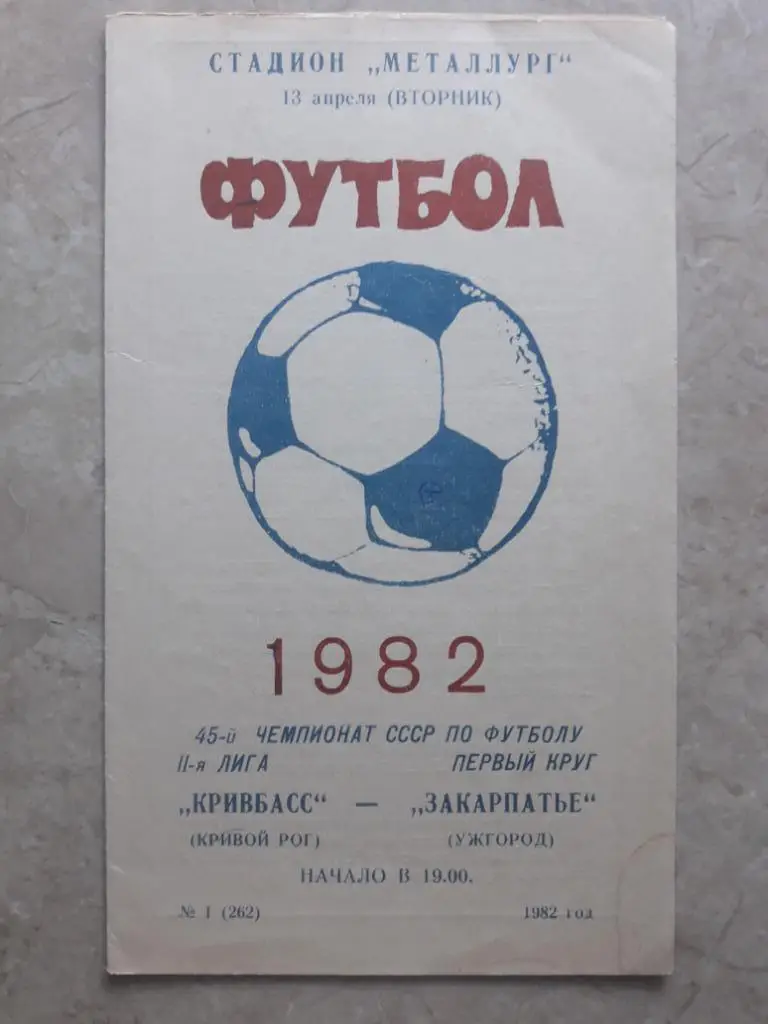 СТАДИОН „МЕТАЛЛУРГ“
13 апреля (ВТОРНИК)
ФУТБОЛ
1982
45-й ЧЕМПИОНАТ СССР ПО ФУТБОЛУ
II-я ЛИГА ПЕРВЫЙ КРУГ
„КРИВБАСС“ — „ЗАКАРПАТЬЕ“
(КРИВОЙ РОГ) (УЖГОРОД)
НАЧАЛО В 19.00.
№ 1 (262) 1982 год